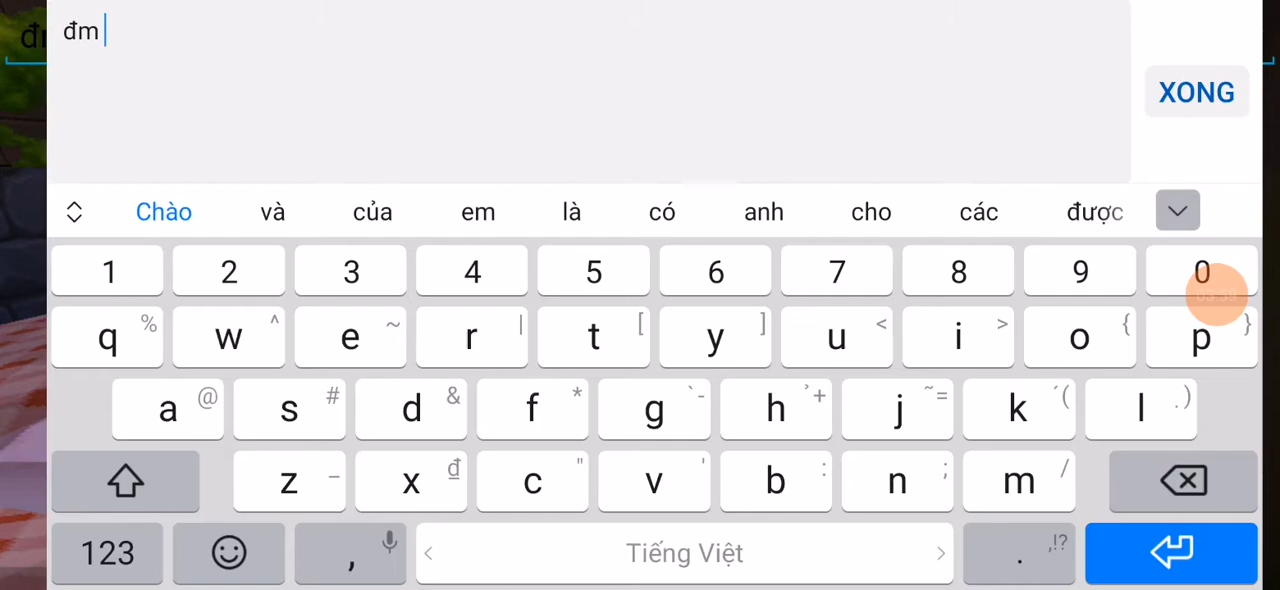 đm
đm
XONG
Chào và của em là có anh cho các được
1 2 3 4 5 6 7 8 9 0
q % w ^ e ~ r | t [ y ] u < i > o { p }
a @ s # d & f * g `- h ̉+ j ˜= k ´( l .)
z _ x ₫ c " v ' b : n ; m /
123 , < Tiếng Việt > . ,!?